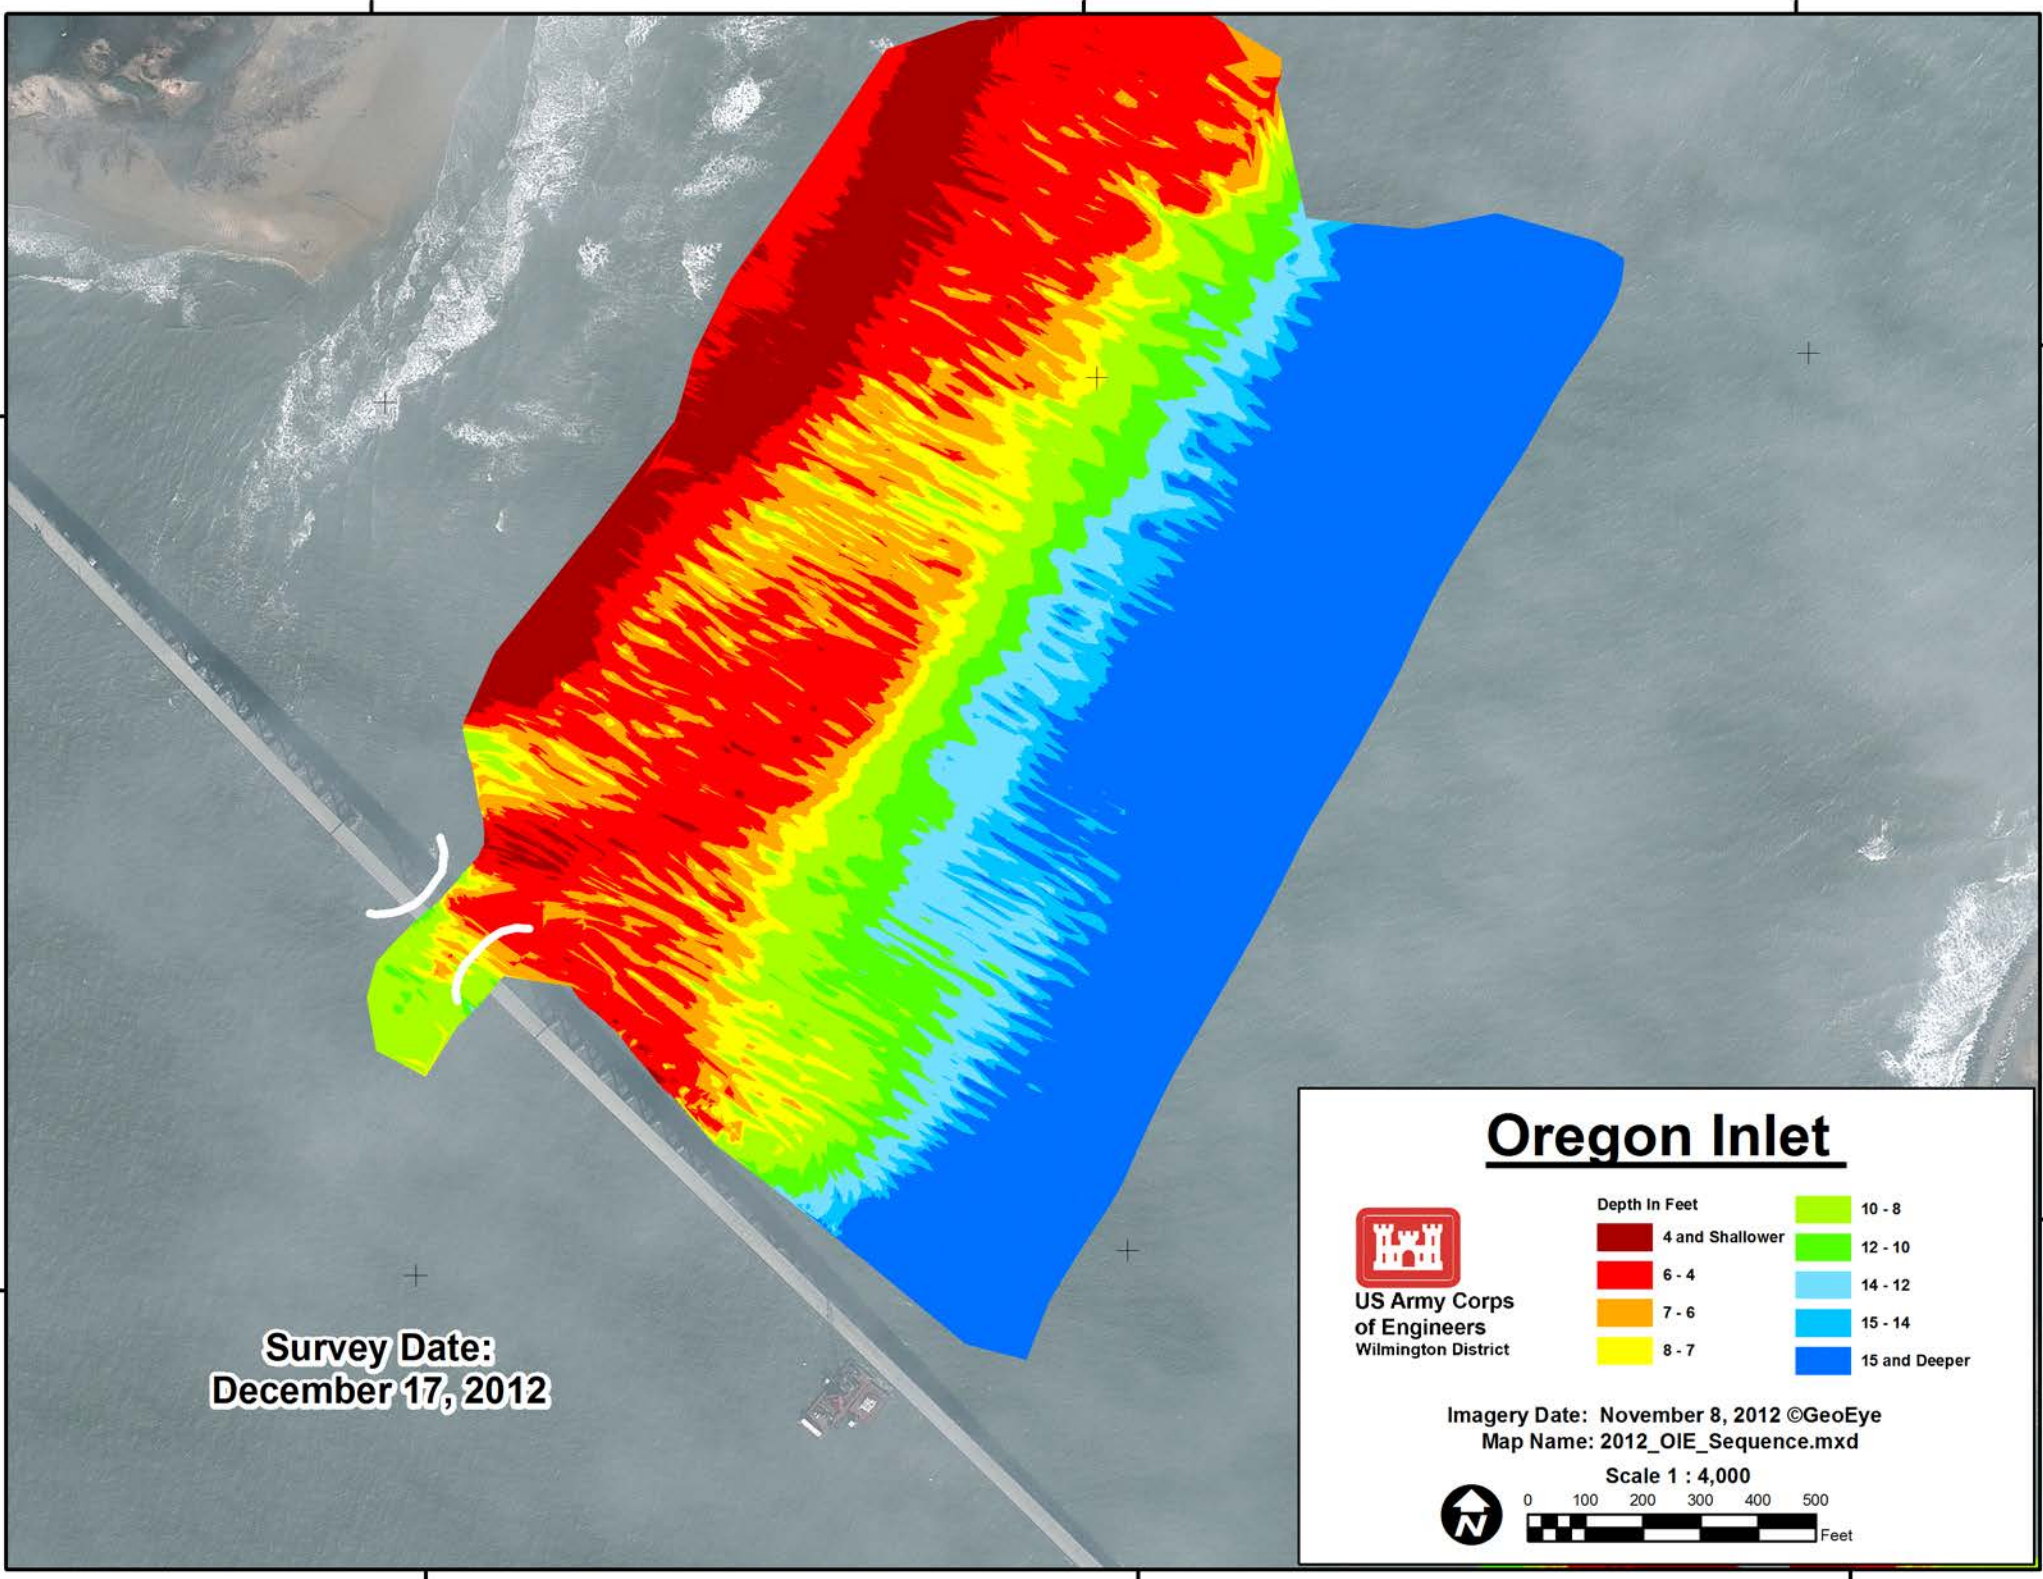 Survey Date:
December 17, 2012
Oregon Inlet
US Army Corps
of Engineers
Wilmington District
Depth In Feet
4 and Shallower
6 - 4
7 - 6
8 - 7
10 - 8
12 - 10
14 - 12
15 - 14
15 and Deeper
Imagery Date: November 8, 2012 ©GeoEye
Map Name: 2012_OIE_Sequence.mxd
Scale 1 : 4,000
N
0 100 200 300 400 500
Feet